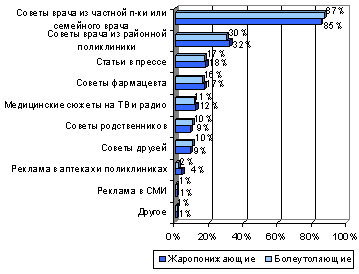 Советы врача из частной п-ки или
семейного врача
87%
85%
Советы врача из районной
поликлиники
30%
32%
Статьи в прессе
17%
18%
Советы фармацевта
16%
17%
Медицинские сюжеты на ТВ и радио
11%
12%
Советы родственников
10%
9%
Советы друзей
10%
9%
Реклама в аптеках и поликлиниках
2%
4%
Реклама в СМИ
1%
1%
Другое
1%
1%
0% 20% 40% 60% 80% 100%
Жаропонижающие Болеутоляющие